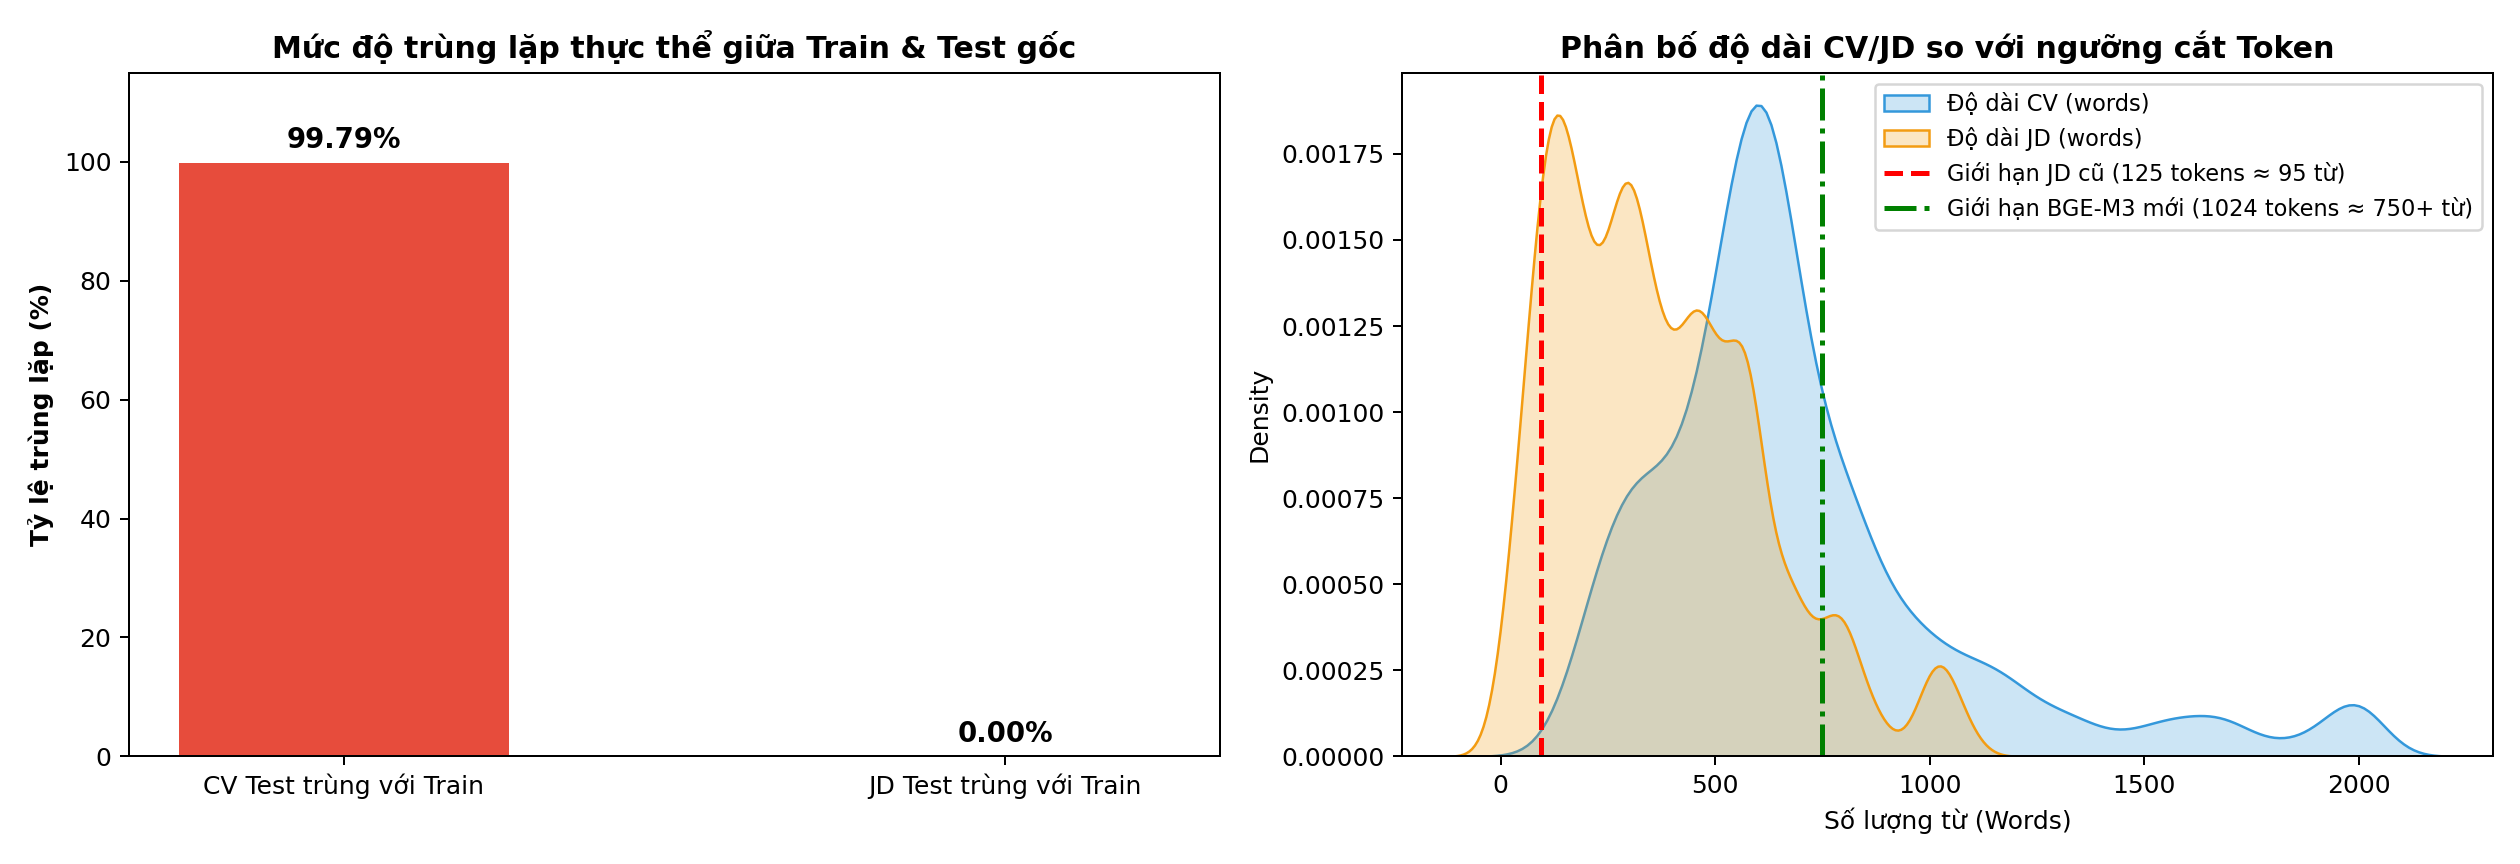 Mức độ trùng lặp thực thể giữa Train & Test gốc
Tỷ lệ trùng lặp (%)
100
80
60
40
20
0
99.79%
0.00%
CV Test trùng với Train
JD Test trùng với Train
Phân bố độ dài CV/JD so với ngưỡng cắt Token
Density
0.00175
0.00150
0.00125
0.00100
0.00075
0.00050
0.00025
0.00000
Độ dài CV (words)
Độ dài JD (words)
Giới hạn JD cũ (125 tokens ≈ 95 từ)
Giới hạn BGE-M3 mới (1024 tokens ≈ 750+ từ)
0
500
1000
1500
2000
Số lượng từ (Words)